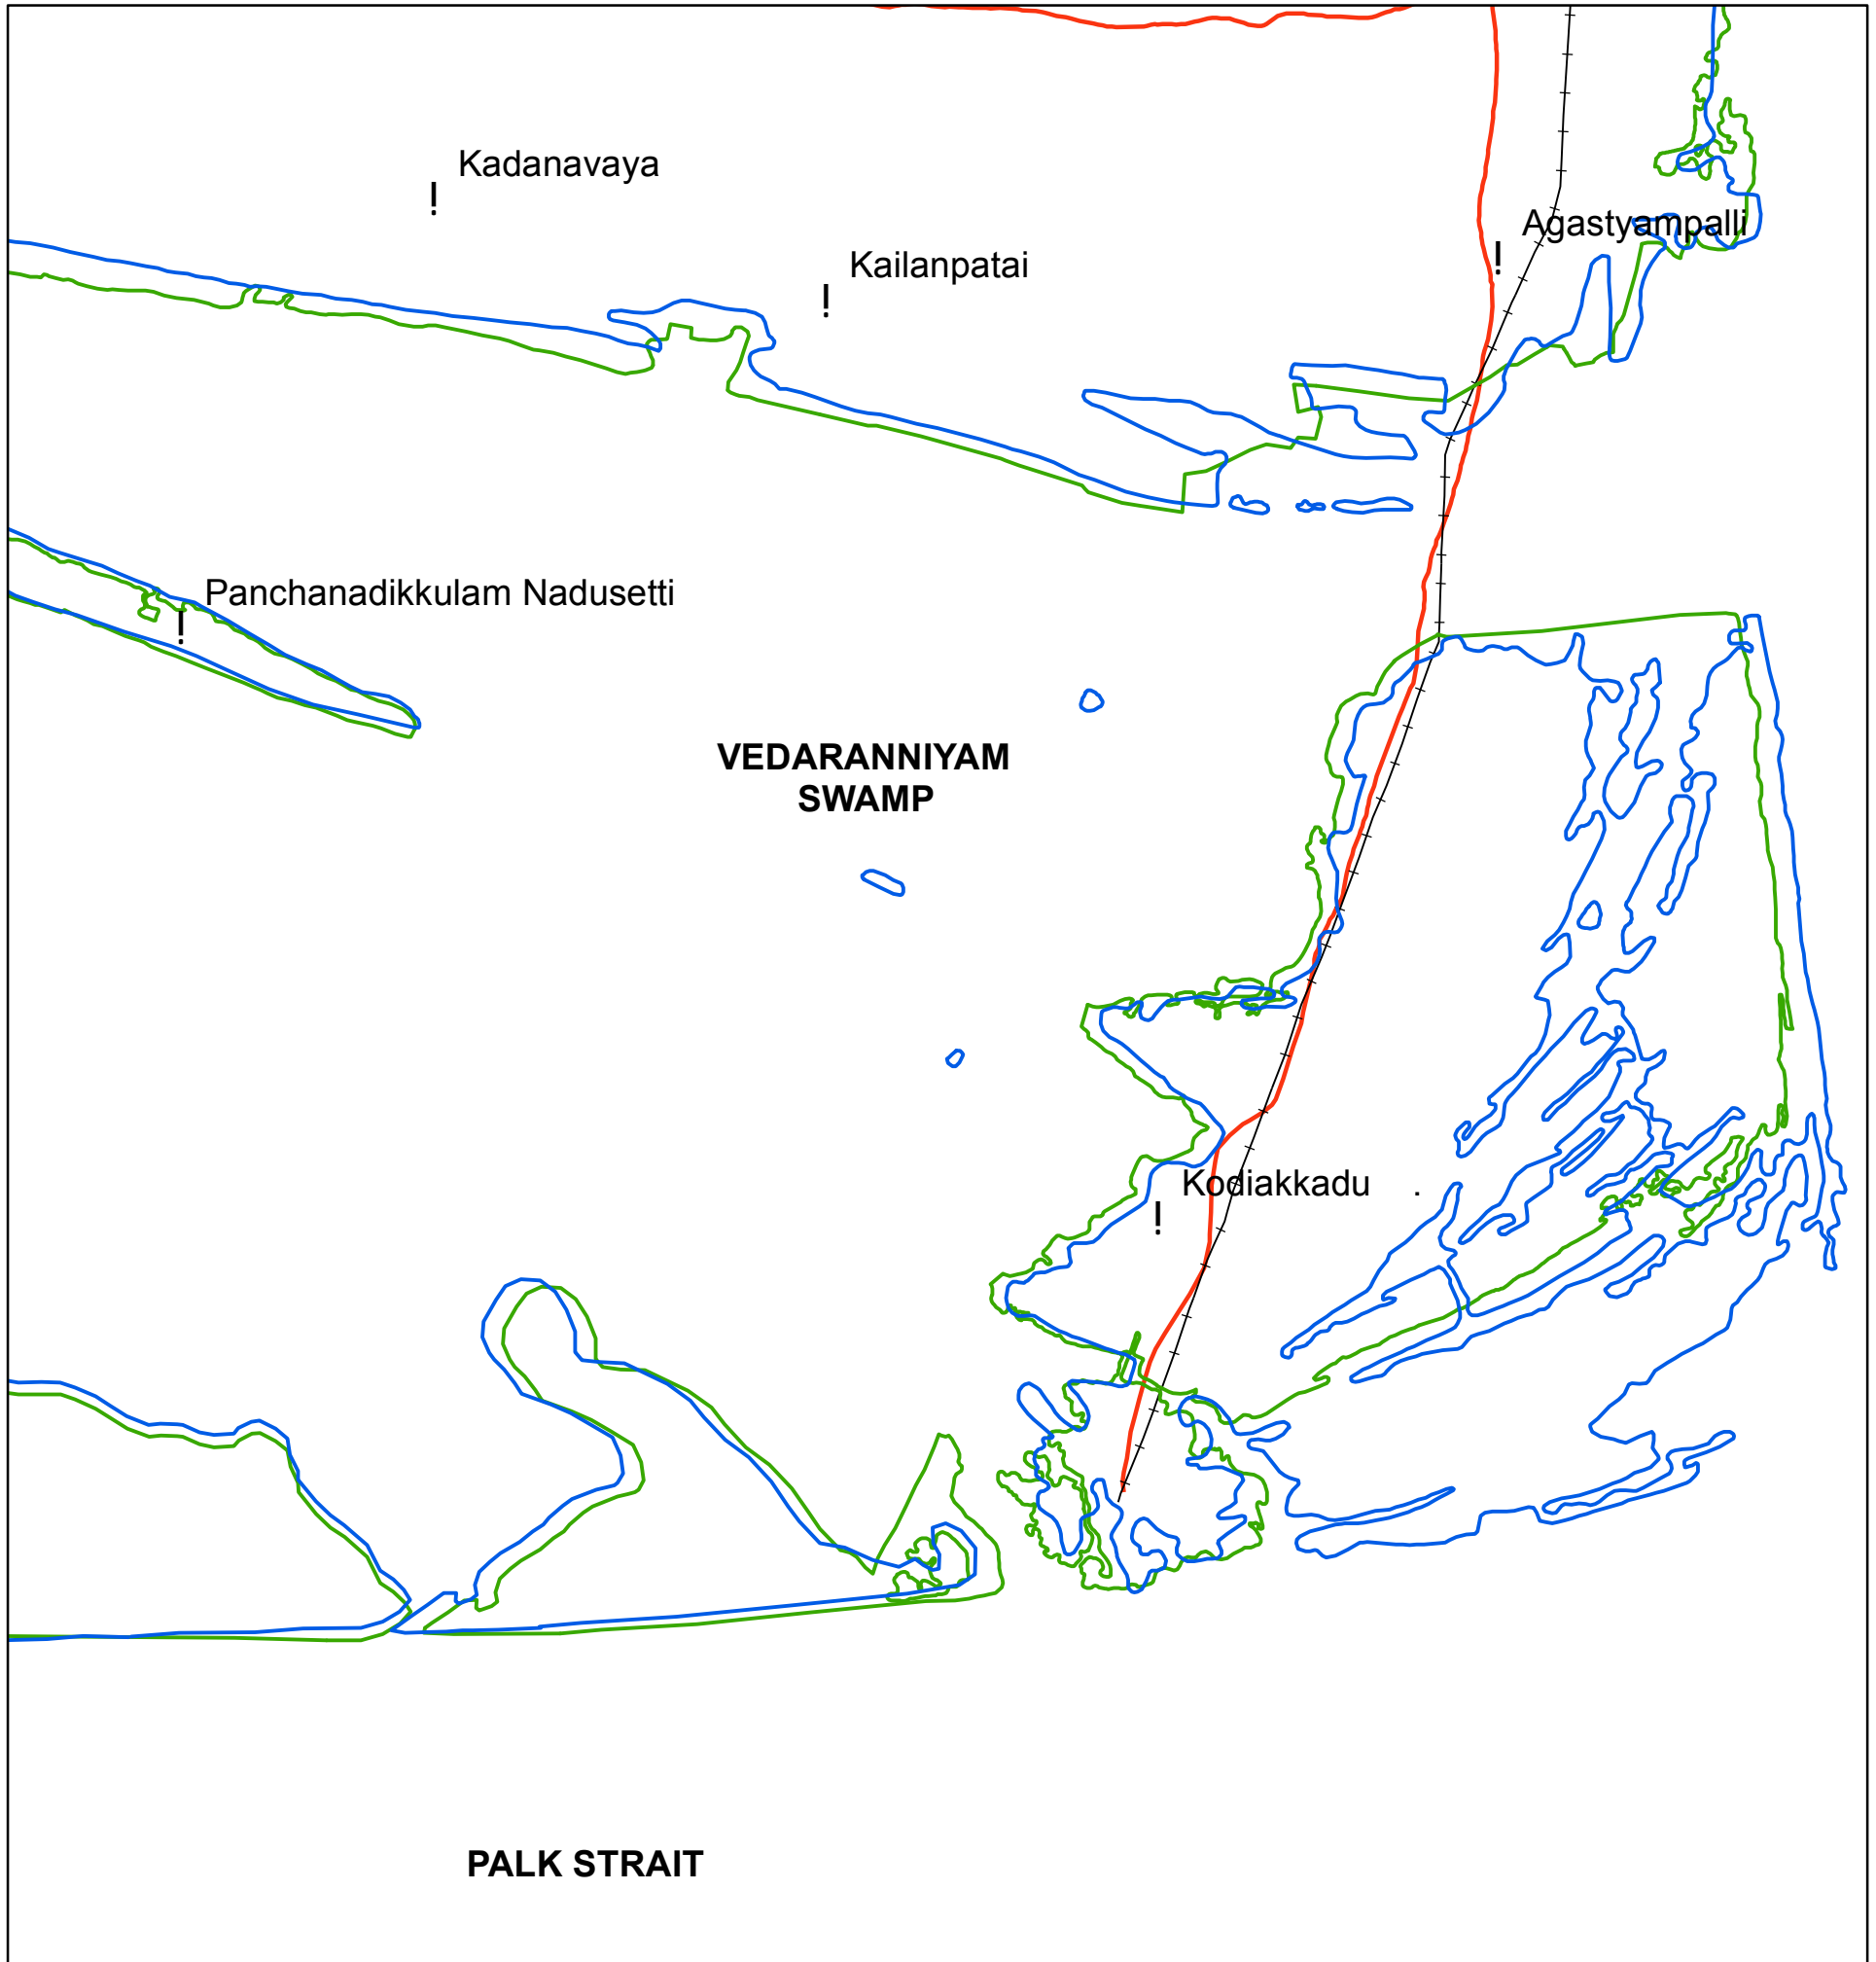 Kadanavaya
Agastyampalli
Kailanpatai
Panchanadikkulam Nadusetti
VEDARANNIYAM
SWAMP
Kodiakkadu
PALK STRAIT